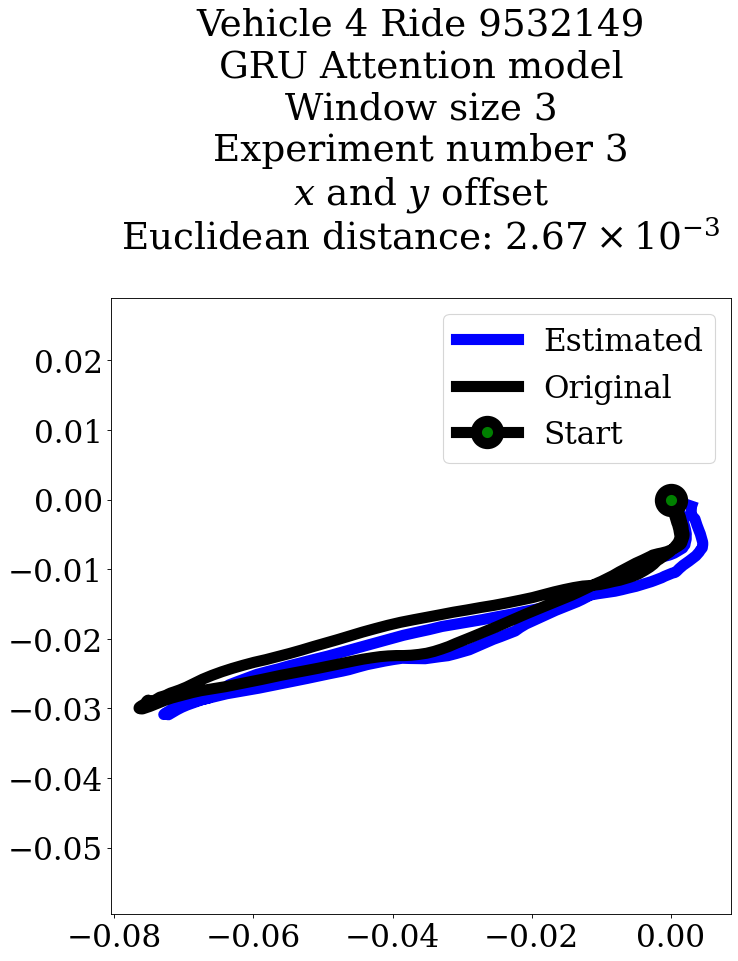 Vehicle 4 Ride 9532149
GRU Attention model
Window size 3
Experiment number 3
x and y offset
Euclidean distance: 2.67 × 10⁻³
Estimated
Original
Start
0.02
0.01
0.00
−0.01
−0.02
−0.03
−0.04
−0.05
−0.08 −0.06 −0.04 −0.02 0.00